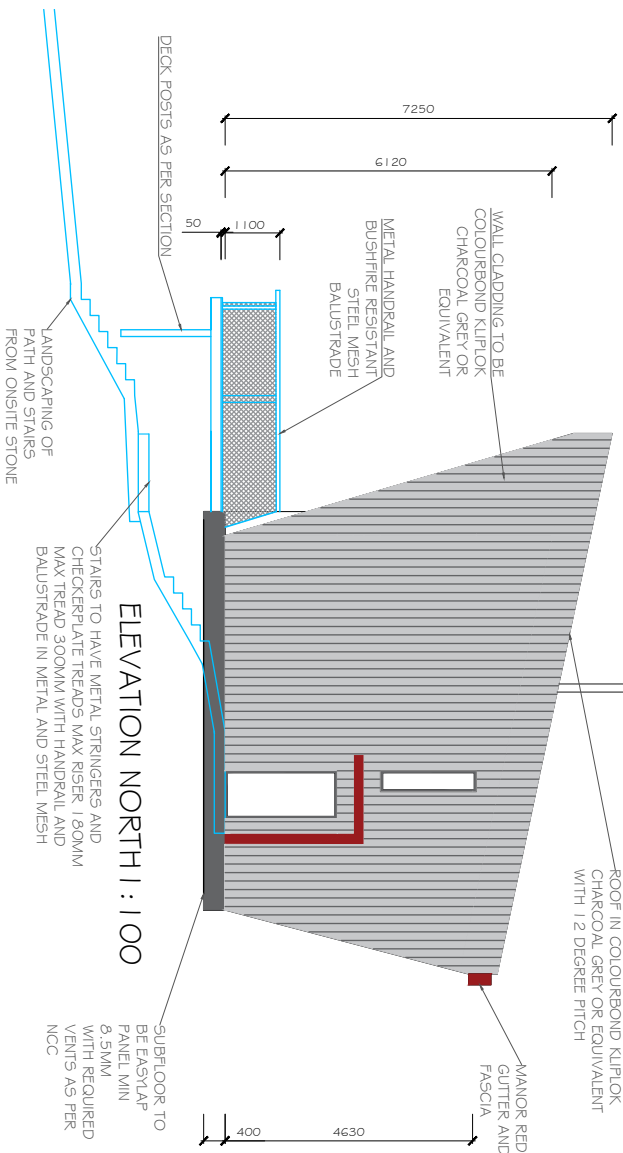 7250
6120
1100
50
DECK POSTS AS PER SECTION
METAL HANDRAIL AND
BUSHFIRE RESISTANT
STEEL MESH
BALUSTRADE
WALL CLADDING TO BE
COLOURBOND KLIPLOK
CHARCOAL GREY OR
EQUIVALENT
LANDSCAPING OF
PATH AND STAIRS
FROM ONSITE STONE
STAIRS TO HAVE METAL STRINGERS AND
CHECKERPLATE TREADS MAX RISER 180MM
MAX TREAD 300MM WITH HANDRAIL AND
BALUSTRADE IN METAL AND STEEL MESH
ELEVATION NORTH1:100
ROOF IN COLOURBOND KLIPLOK
CHARCOAL GREY OR EQUIVALENT
WITH 12 DEGREE PITCH
MANOR RED
GUTTER AND
FASCIA
SUBFLOOR TO
BE EASYLAP
PANEL MIN
8.5MM
WITH REQUIRED
VENTS AS PER
NCC
400
4630